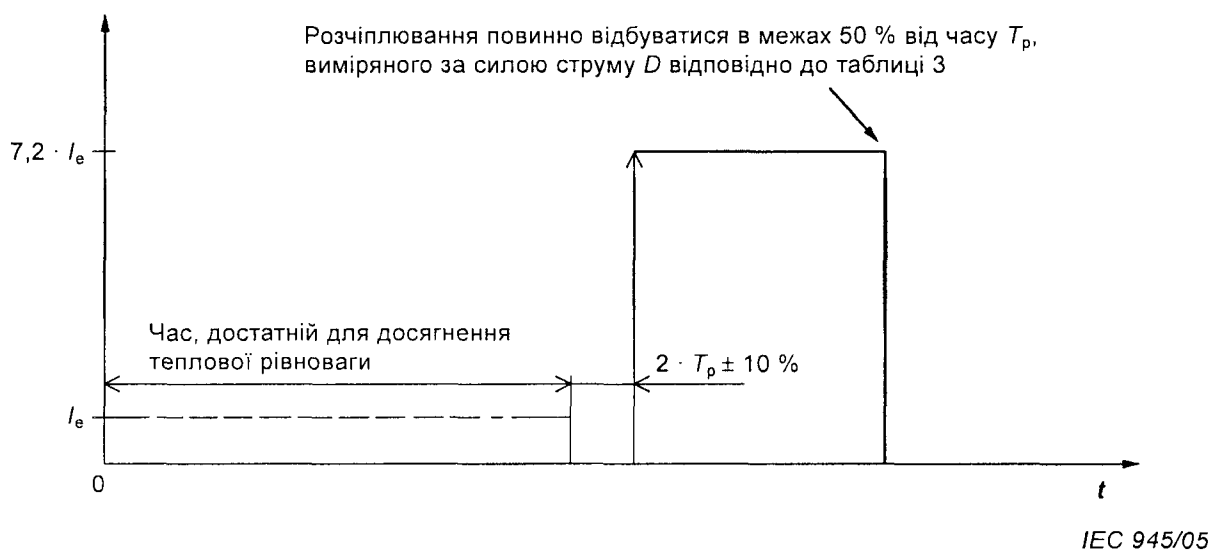 Розчіплювання повинно відбуватися в межах 50 % від часу Tp,
виміряного за силою струму D відповідно до таблиці 3
7,2 · Ie
Час, достатній для досягнення
теплової рівноваги
2 · Tp ± 10 %
Ie
0
t
IEC 945/05